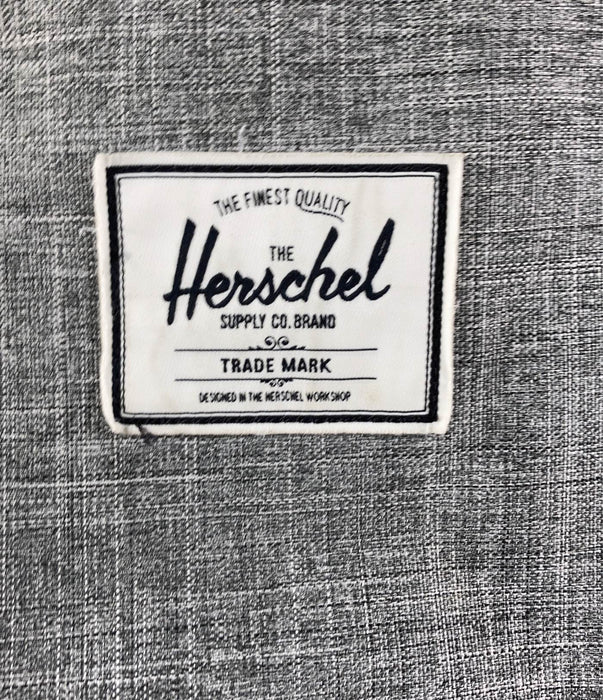 THE FINEST QUALITY
THE
Herschel
SUPPLY CO. BRAND
TRADE MARK
DESIGNED IN THE HERSCHEL WORKSHOP